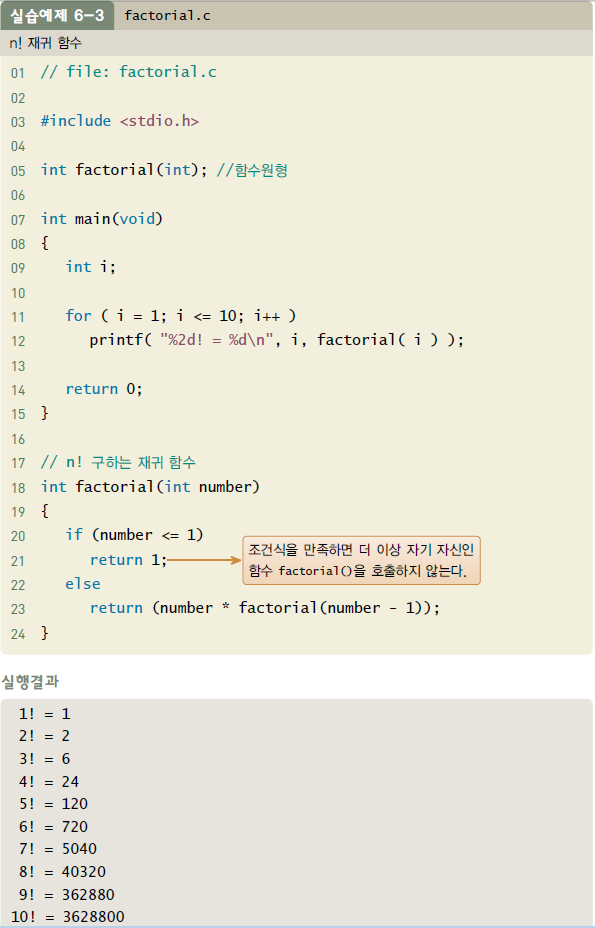 실습예제 6-3 factorial.c
n! 재귀 함수
01 // file: factorial.c
02
03 #include <stdio.h>
04
05 int factorial(int); //함수원형
06
07 int main(void)
08 {
09 int i;
10
11 for ( i = 1; i <= 10; i++ )
12 printf( "%2d! = %d\n", i, factorial( i ) );
13
14 return 0;
15 }
16
17 // n! 구하는 재귀 함수
18 int factorial(int number)
19 {
20 if (number <= 1)
21 return 1;
조건식을 만족하면 더 이상 자기 자신인
함수 factorial()을 호출하지 않는다.
22 else
23 return (number * factorial(number - 1));
24 }
실행결과
1! = 1
2! = 2
3! = 6
4! = 24
5! = 120
6! = 720
7! = 5040
8! = 40320
9! = 362880
10! = 3628800